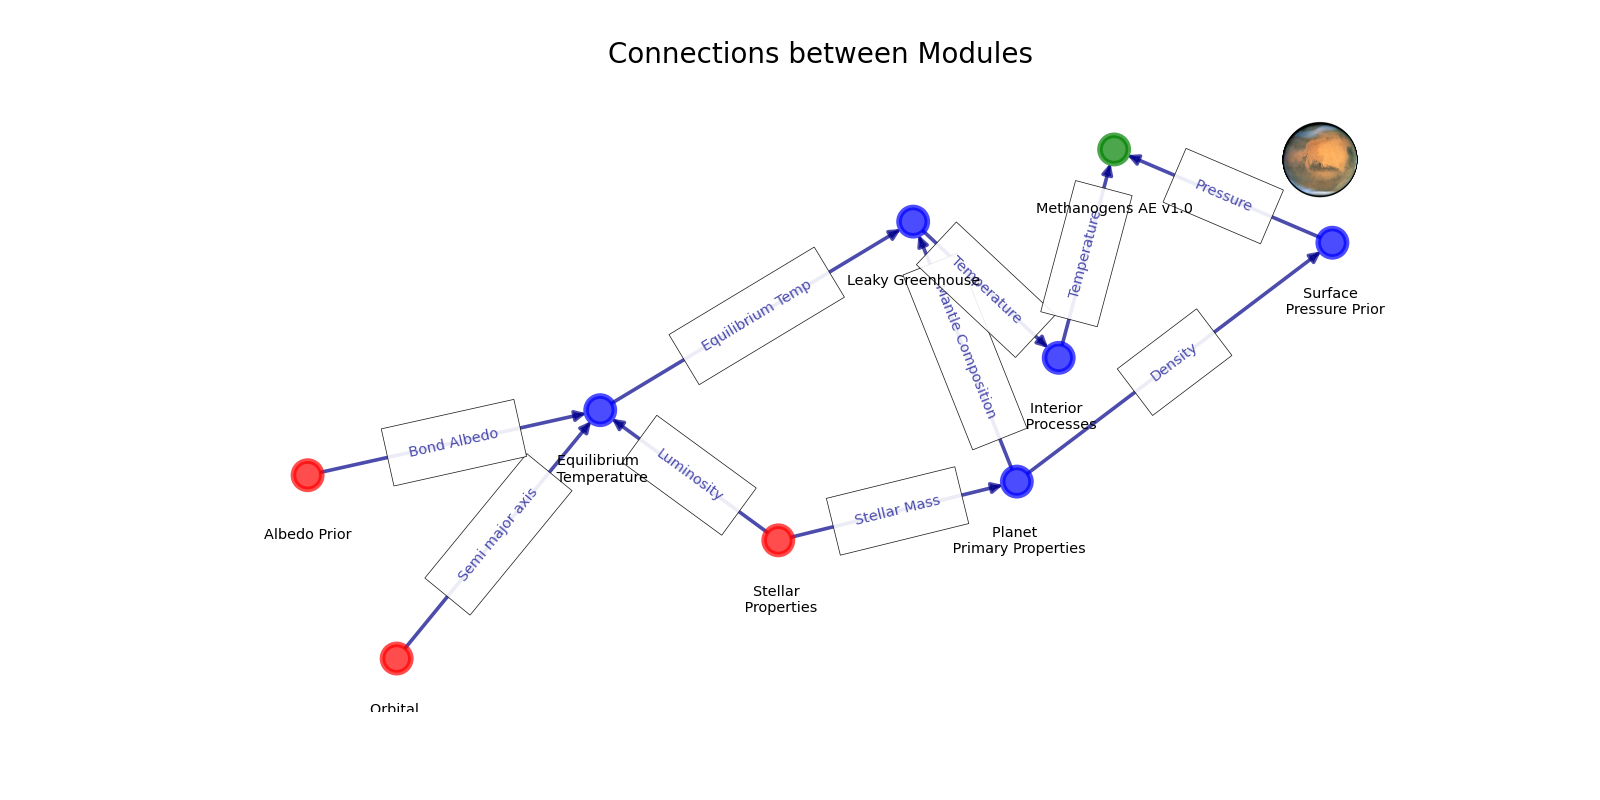 Connections between Modules
Pressure
Methanogens AE v1.0
Temperature
Leaky Greenhouse
Temperature
Surface
Pressure Prior
Equilibrium Temp
Mantle Composition
Density
Interior
Processes
Bond Albedo
Equilibrium
Temperature
Luminosity
Stellar Mass
Semi major axis
Albedo Prior
Planet
Primary Properties
Stellar
Properties
Orbital